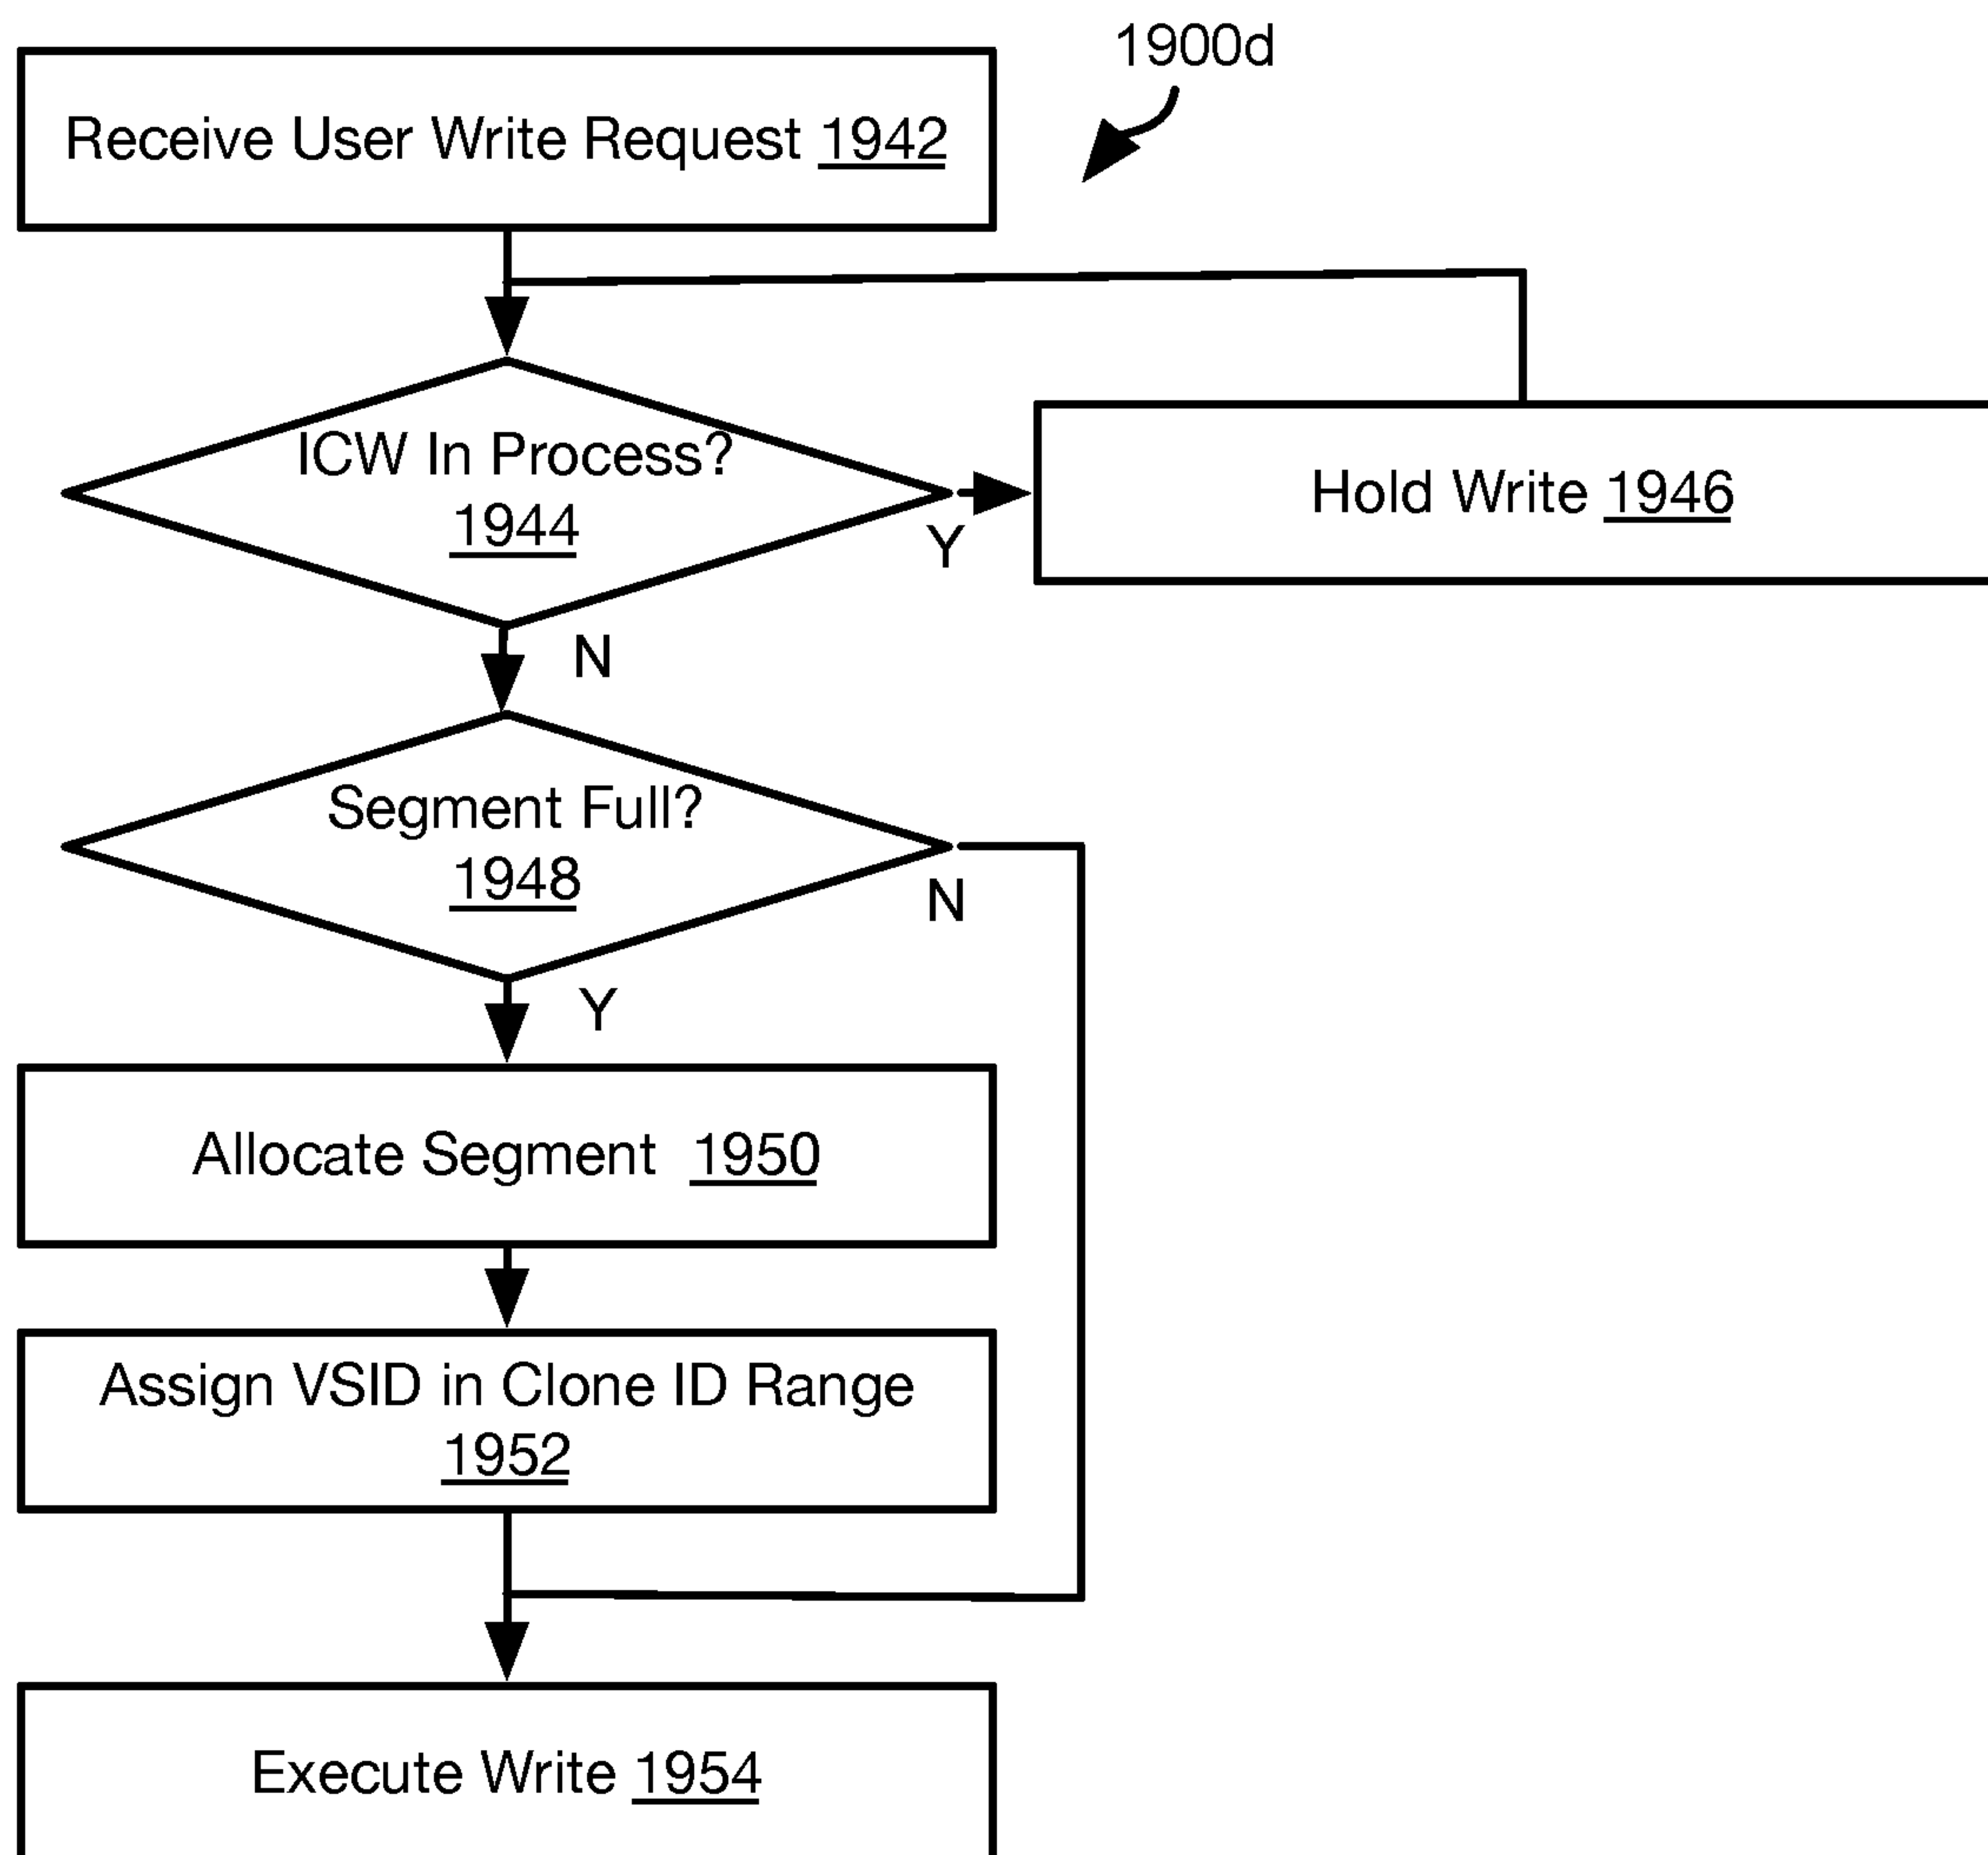 1900d
Receive User Write Request 1942
ICW In Process?
1944
Y
Hold Write 1946
N
Segment Full?
1948
N
Y
Allocate Segment 1950
Assign VSID in Clone ID Range
1952
Execute Write 1954